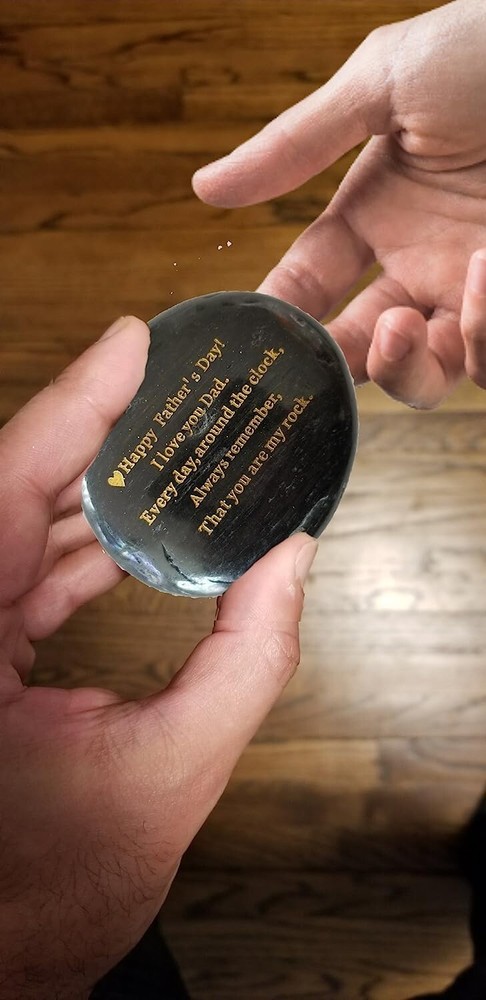 Happy Father's Day!
I love you Dad.
Every day, around the clock,
Always remember,
That you are my rock.